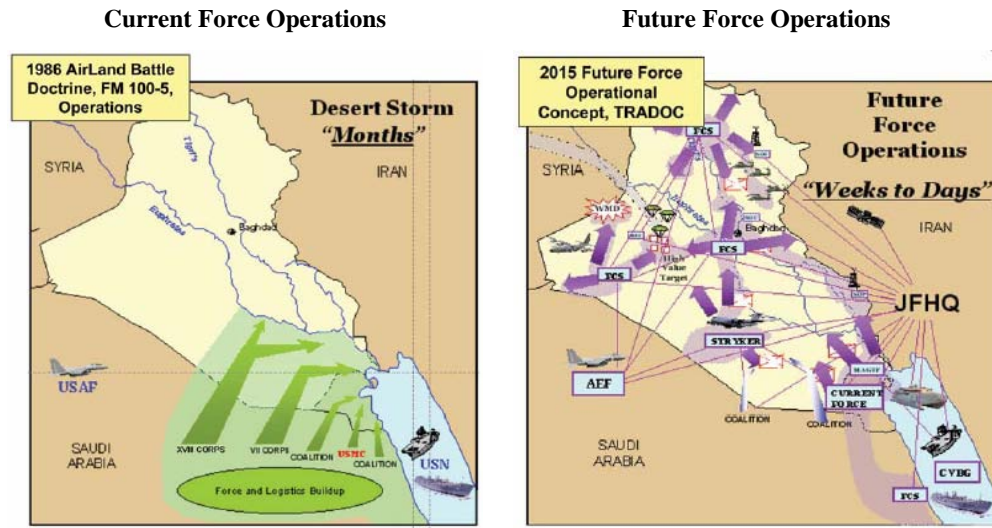 Current Force Operations
Future Force Operations
1986 AirLand Battle
Doctrine, FM 100-5,
Operations
Desert Storm
"Months"
SYRIA
IRAN
Tigris
Euphrates
Baghdad
USAF
SAUDI
ARABIA
XVIII CORPS
VII CORPS
COALITION
USMC
COALITION
USN
Force and Logistics Buildup
2015 Future Force
Operational
Concept, TRADOC
Future
Force
Operations
"Weeks to Days"
SYRIA
IRAN
FCS
WMD
Baghdad
FCS
High
Value
Target
FCS
JFHQ
STRYKER
AEF
MAGTF
CURRENT
FORCE
COALITION
COALITION
SAUDI
ARABIA
CVBG
FCS